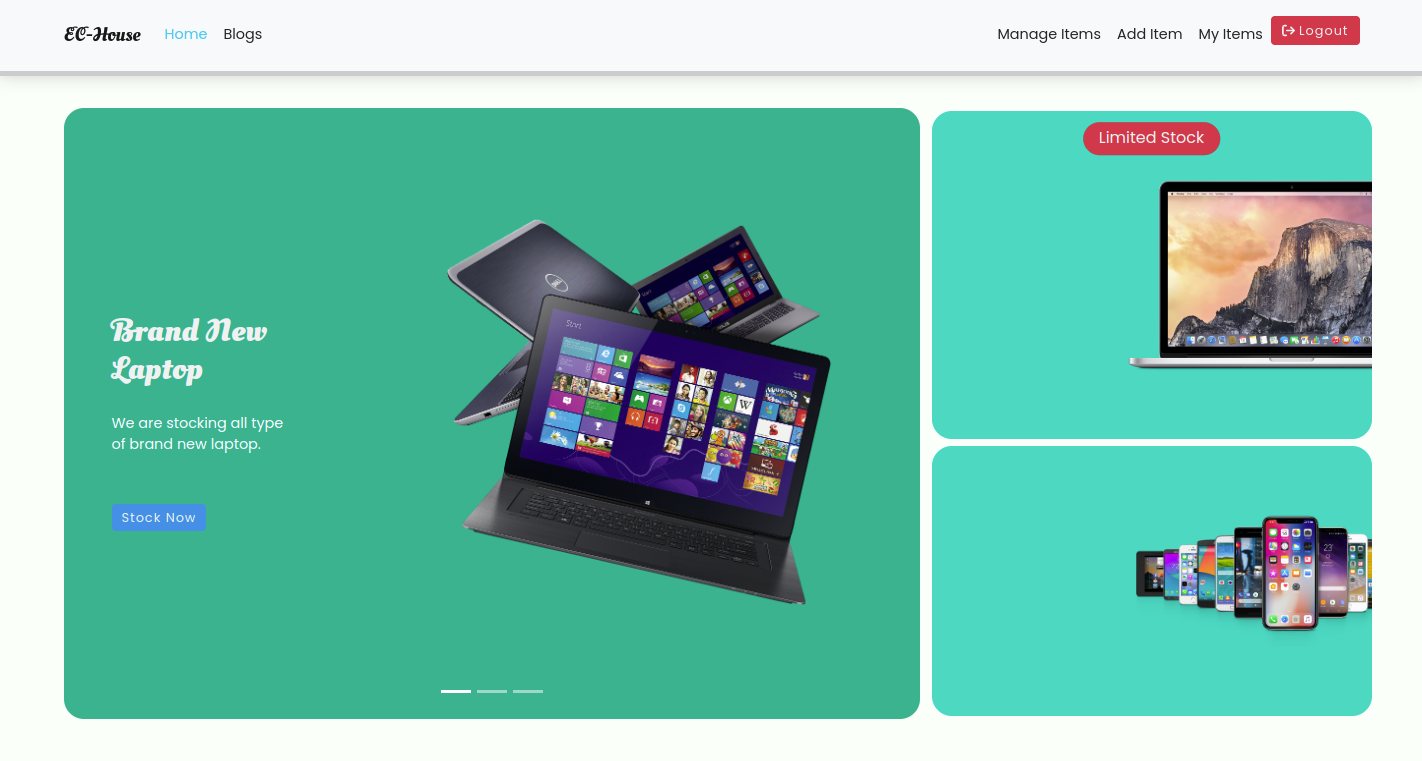 EC-House
Home
Blogs
Manage Items
Add Item
My Items
Logout
Brand New
Laptop
We are stocking all type
of brand new laptop.
Stock Now
Start
Limited Stock